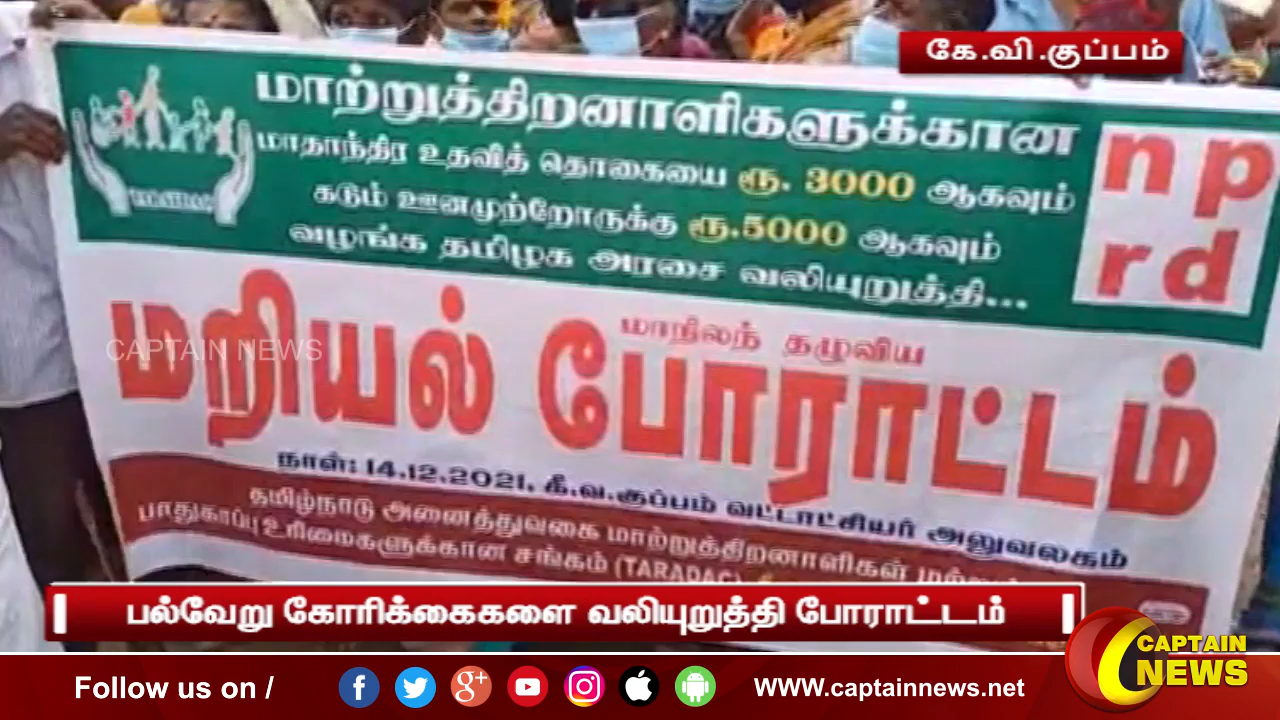 கே.வி.குப்பம்
மாற்றுத்திறனாளிகளுக்கான
மாதாந்திர உதவித் தொகையை ரூ. 3000 ஆகவும்
கடும் ஊனமுற்றோருக்கு ரூ.5000 ஆகவும்
வழங்க தமிழக அரசை வலியுறுத்தி...
np
rd
மாநிலந் தழுவிய
மறியல் போராட்டம்
CAPTAIN NEWS
நாள்: 14.12.2021, கீ.வ.குப்பம் வட்டாட்சியர் அலுவலகம்
தமிழ்நாடு அனைத்துவகை மாற்றுத்திறனாளிகள்
பாதுகாப்பு உரிமைகளுக்கான சங்கம் (TARADAC)
பல்வேறு கோரிக்கைகளை வலியுறுத்தி போராட்டம்
CAPTAIN
NEWS
Follow us on /
WWW.captainnews.net